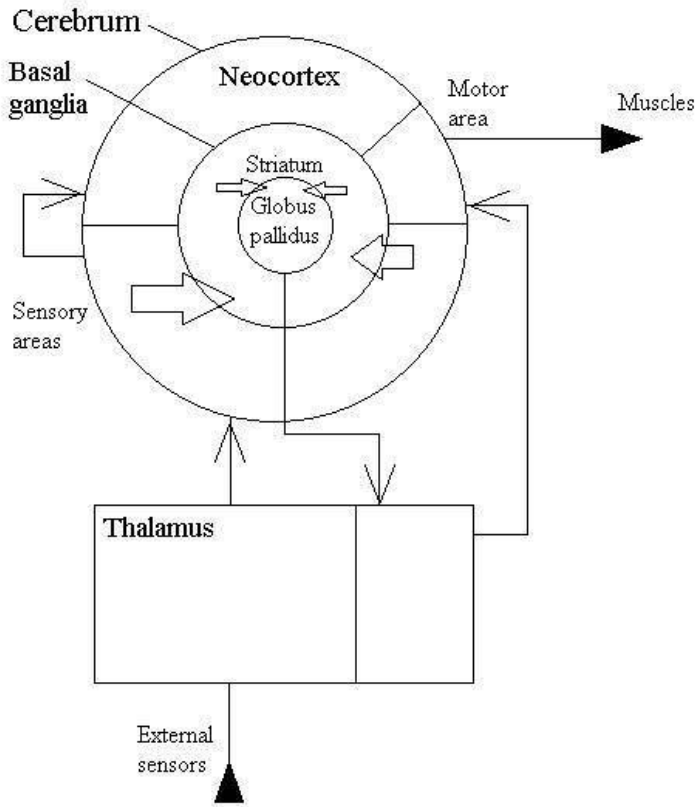 Cerebrum
Basal
ganglia
Neocortex
Motor
area
Muscles
Striatum
Globus
pallidus
Sensory
areas
Thalamus
External
sensors